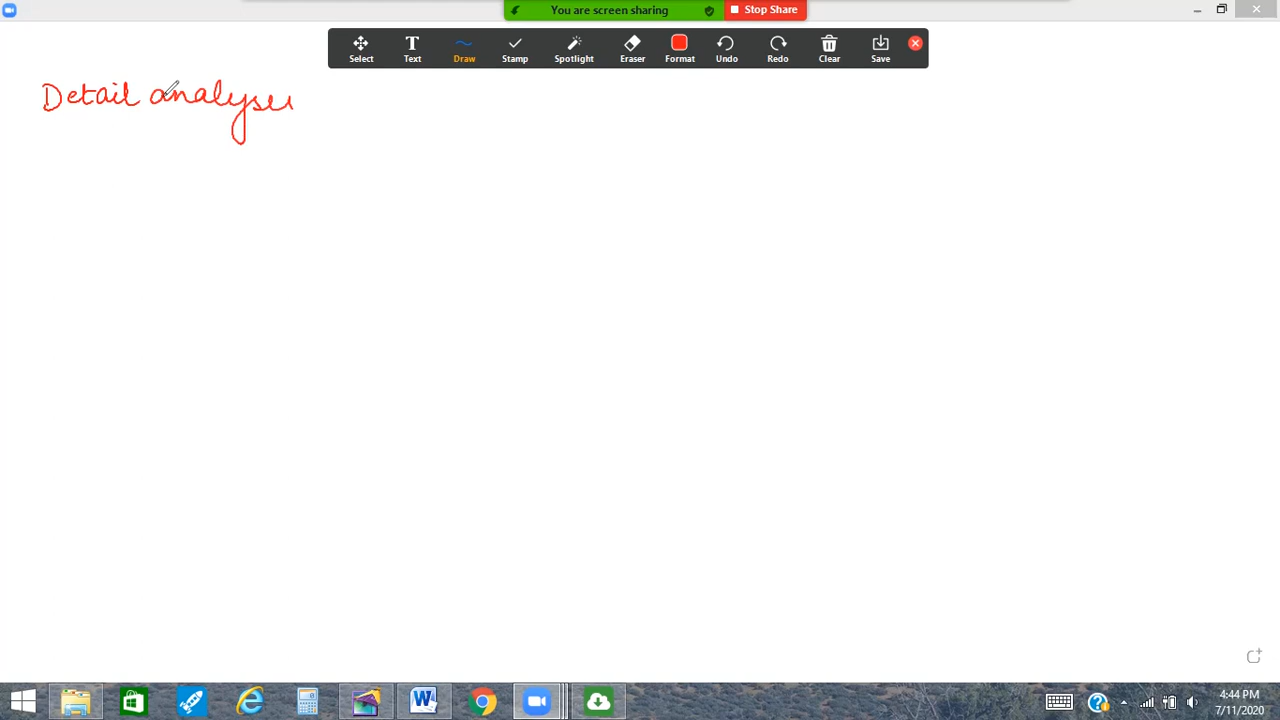 You are screen sharing
Stop Share
Select Text Draw Stamp Spotlight Eraser Format Undo Redo Clear Save
Detail analysis
4:44 PM
7/11/2020